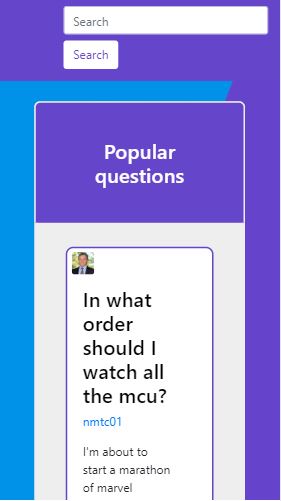 Search
Search
Popular
questions
In what
order
should I
watch all
the mcu?
nmtc01
I'm about to
start a marathon
of marvel